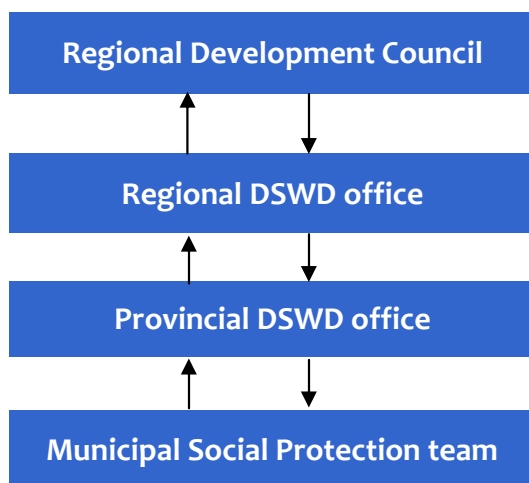 Regional Development Council
Regional DSWD office
Provincial DSWD office
Municipal Social Protection team